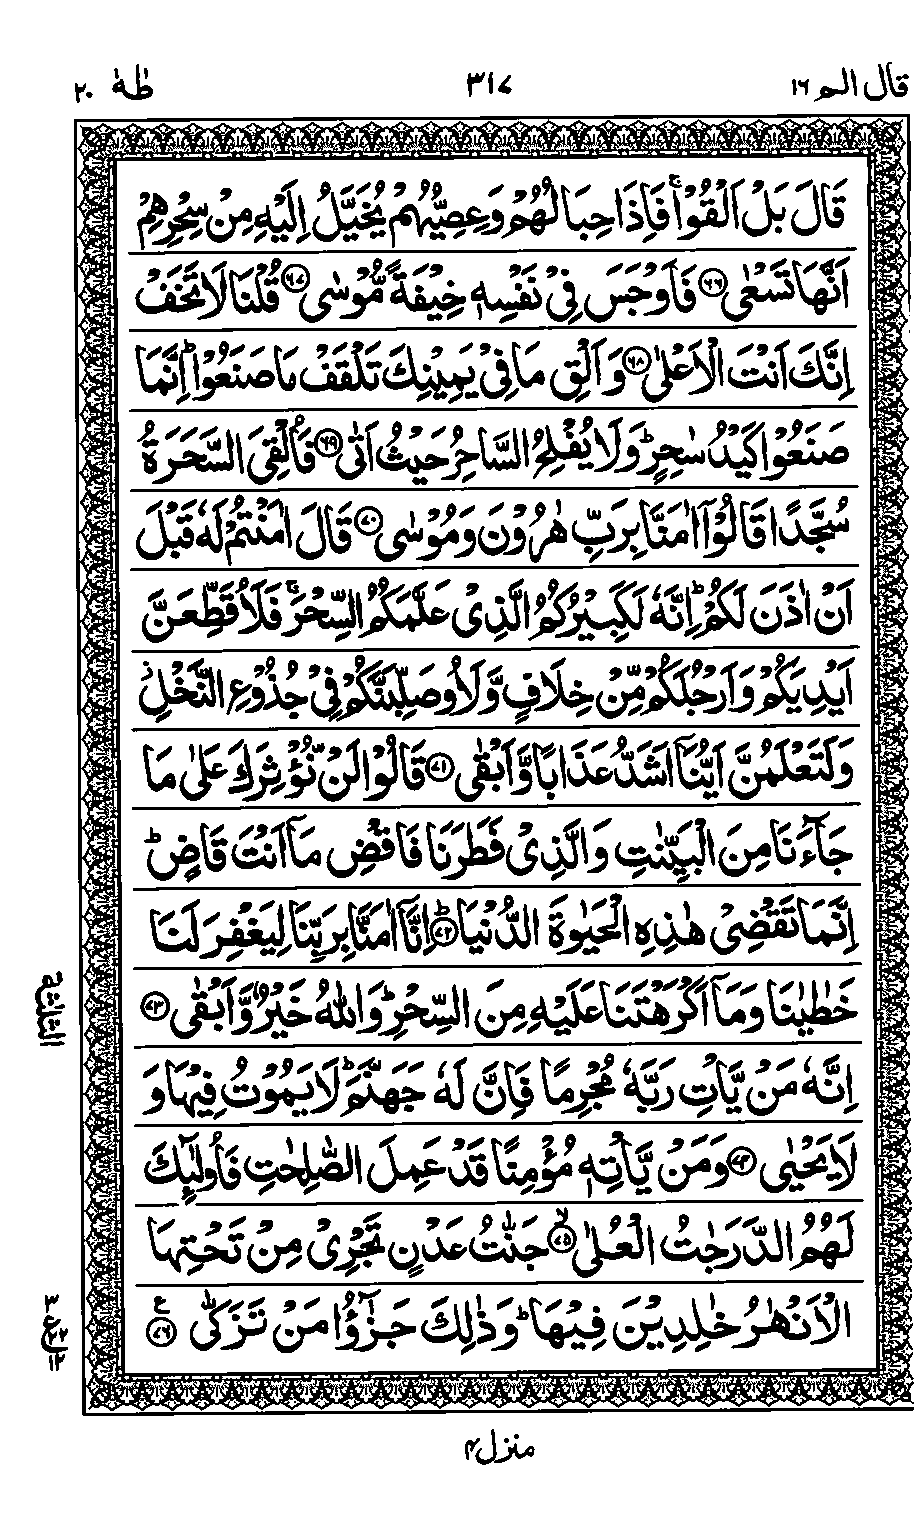 قال الم ١٦
٣١٧
طٰهٰ ٢٠
قَالَ بَلْ اَلْقُوْا ۚ فَاِذَا حِبَالُهُمْ وَعِصِيُّهُمْ يُخَيَّلُ اِلَيْهِ مِنْ سِحْرِهِمْ
اَنَّهَا تَسْعٰى ﴿٦٦﴾ فَاَوْجَسَ فِيْ نَفْسِهٖ خِيْفَةً مُّوْسٰى ﴿٦٧﴾ قُلْنَا لَا تَخَفْ
اِنَّكَ اَنْتَ الْاَعْلٰى ﴿٦٨﴾ وَاَلْقِ مَا فِيْ يَمِيْنِكَ تَلْقَفْ مَا صَنَعُوْا ؕ اِنَّمَا
صَنَعُوْا كَيْدُ سٰحِرٍ ؕ وَلَا يُفْلِحُ السَّاحِرُ حَيْثُ اَتٰى ﴿٦٩﴾ فَاُلْقِيَ السَّحَرَةُ
سُجَّدًا قَالُوْۤا اٰمَنَّا بِرَبِّ هٰرُوْنَ وَمُوْسٰى ﴿٧٠﴾ قَالَ اٰمَنْتُمْ لَهٗ قَبْلَ
اَنْ اٰذَنَ لَكُمْ ؕ اِنَّهٗ لَكَبِيْرُكُمُ الَّذِيْ عَلَّمَكُمُ السِّحْرَ ۚ فَلَاُقَطِّعَنَّ
اَيْدِيَكُمْ وَاَرْجُلَكُمْ مِّنْ خِلَافٍ وَّلَاُوصَلِّبَنَّكُمْ فِيْ جُذُوْعِ النَّخْلِ ؗ
وَلَتَعْلَمُنَّ اَيُّنَاۤ اَشَدُّ عَذَابًا وَّاَبْقٰى ﴿٧١﴾ قَالُوْا لَنْ نُّؤْثِرَكَ عَلٰى مَا
جَآءَنَا مِنَ الْبَيِّنٰتِ وَالَّذِيْ فَطَرَنَا فَاقْضِ مَاۤ اَنْتَ قَاضٍ ؕ
اِنَّمَا تَقْضِيْ هٰذِهِ الْحَيٰوةَ الدُّنْيَا ؕ ﴿٧٢﴾ اِنَّاۤ اٰمَنَّا بِرَبِّنَا لِيَغْفِرَ لَنَا
خَطٰيٰنَا وَمَاۤ اَكْرَهْتَنَا عَلَيْهِ مِنَ السِّحْرِ ؕ وَاللّٰهُ خَيْرٌ وَّاَبْقٰى ﴿٧٣﴾
اِنَّهٗ مَنْ يَّاْتِ رَبَّهٗ مُجْرِمًا فَاِنَّ لَهٗ جَهَنَّمَ ؕ لَا يَمُوْتُ فِيْهَا وَ
لَا يَحْيٰى ﴿٧٤﴾ وَمَنْ يَّاْتِهٖ مُؤْمِنًا قَدْ عَمِلَ الصّٰلِحٰتِ فَاُولٰٓئِكَ
لَهُمُ الدَّرَجٰتُ الْعُلٰى ۙ ﴿٧٥﴾ جَنّٰتُ عَدْنٍ تَجْرِيْ مِنْ تَحْتِهَا
الْاَنْهٰرُ خٰلِدِيْنَ فِيْهَا ؕ وَذٰلِكَ جَزٰٓؤُا مَنْ تَزَكّٰى ﴿٧٦﴾ ع
الثلثة
٣ ع ٢٢ ١٢
منزل ٤